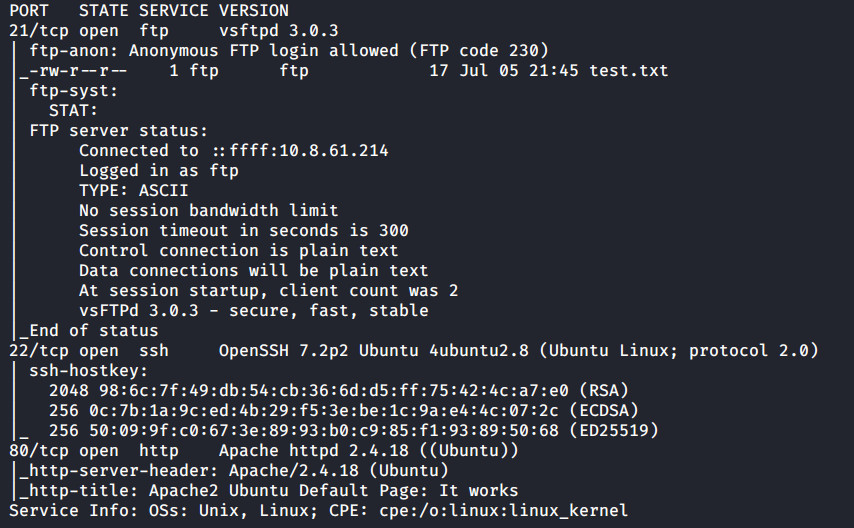 PORT   STATE SERVICE VERSION
21/tcp open  ftp     vsftpd 3.0.3
| ftp-anon: Anonymous FTP login allowed (FTP code 230)
|_-rw-r--r--    1 ftp      ftp            17 Jul 05 21:45 test.txt
| ftp-syst:
|   STAT:
| FTP server status:
|      Connected to ::ffff:10.8.61.214
|      Logged in as ftp
|      TYPE: ASCII
|      No session bandwidth limit
|      Session timeout in seconds is 300
|      Control connection is plain text
|      Data connections will be plain text
|      At session startup, client count was 2
|      vsFTPd 3.0.3 - secure, fast, stable
|_End of status
22/tcp open  ssh     OpenSSH 7.2p2 Ubuntu 4ubuntu2.8 (Ubuntu Linux; protocol 2.0)
| ssh-hostkey:
|   2048 98:6c:7f:49:db:54:cb:36:6d:d5:ff:75:42:4c:a7:e0 (RSA)
|   256 0c:7b:1a:9c:ed:4b:29:f5:3e:be:1c:9a:e4:4c:07:2c (ECDSA)
|_  256 50:09:9f:c0:67:3e:89:93:b0:c9:85:f1:93:89:50:68 (ED25519)
80/tcp open  http    Apache httpd 2.4.18 ((Ubuntu))
|_http-server-header: Apache/2.4.18 (Ubuntu)
|_http-title: Apache2 Ubuntu Default Page: It works
Service Info: OSs: Unix, Linux; CPE: cpe:/o:linux:linux_kernel